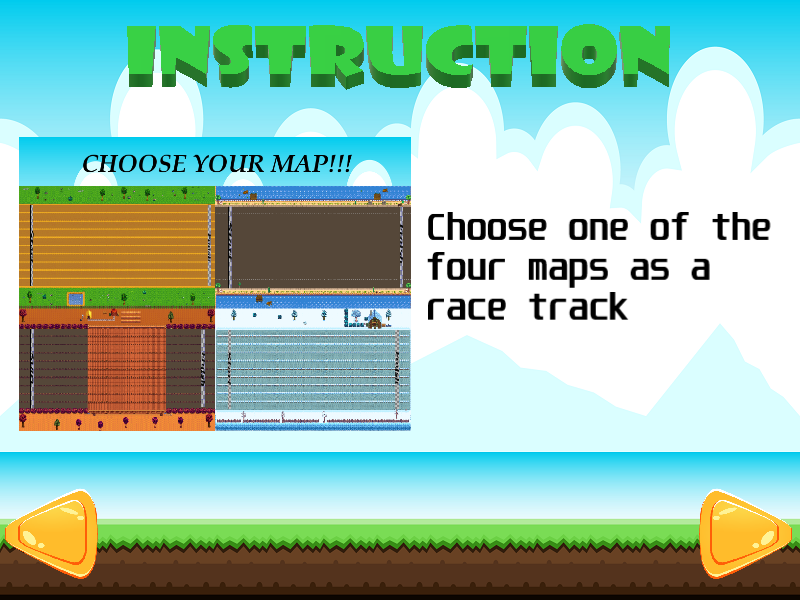 INSTRUCTION
CHOOSE YOUR MAP!!!
Choose one of the
four maps as a
race track